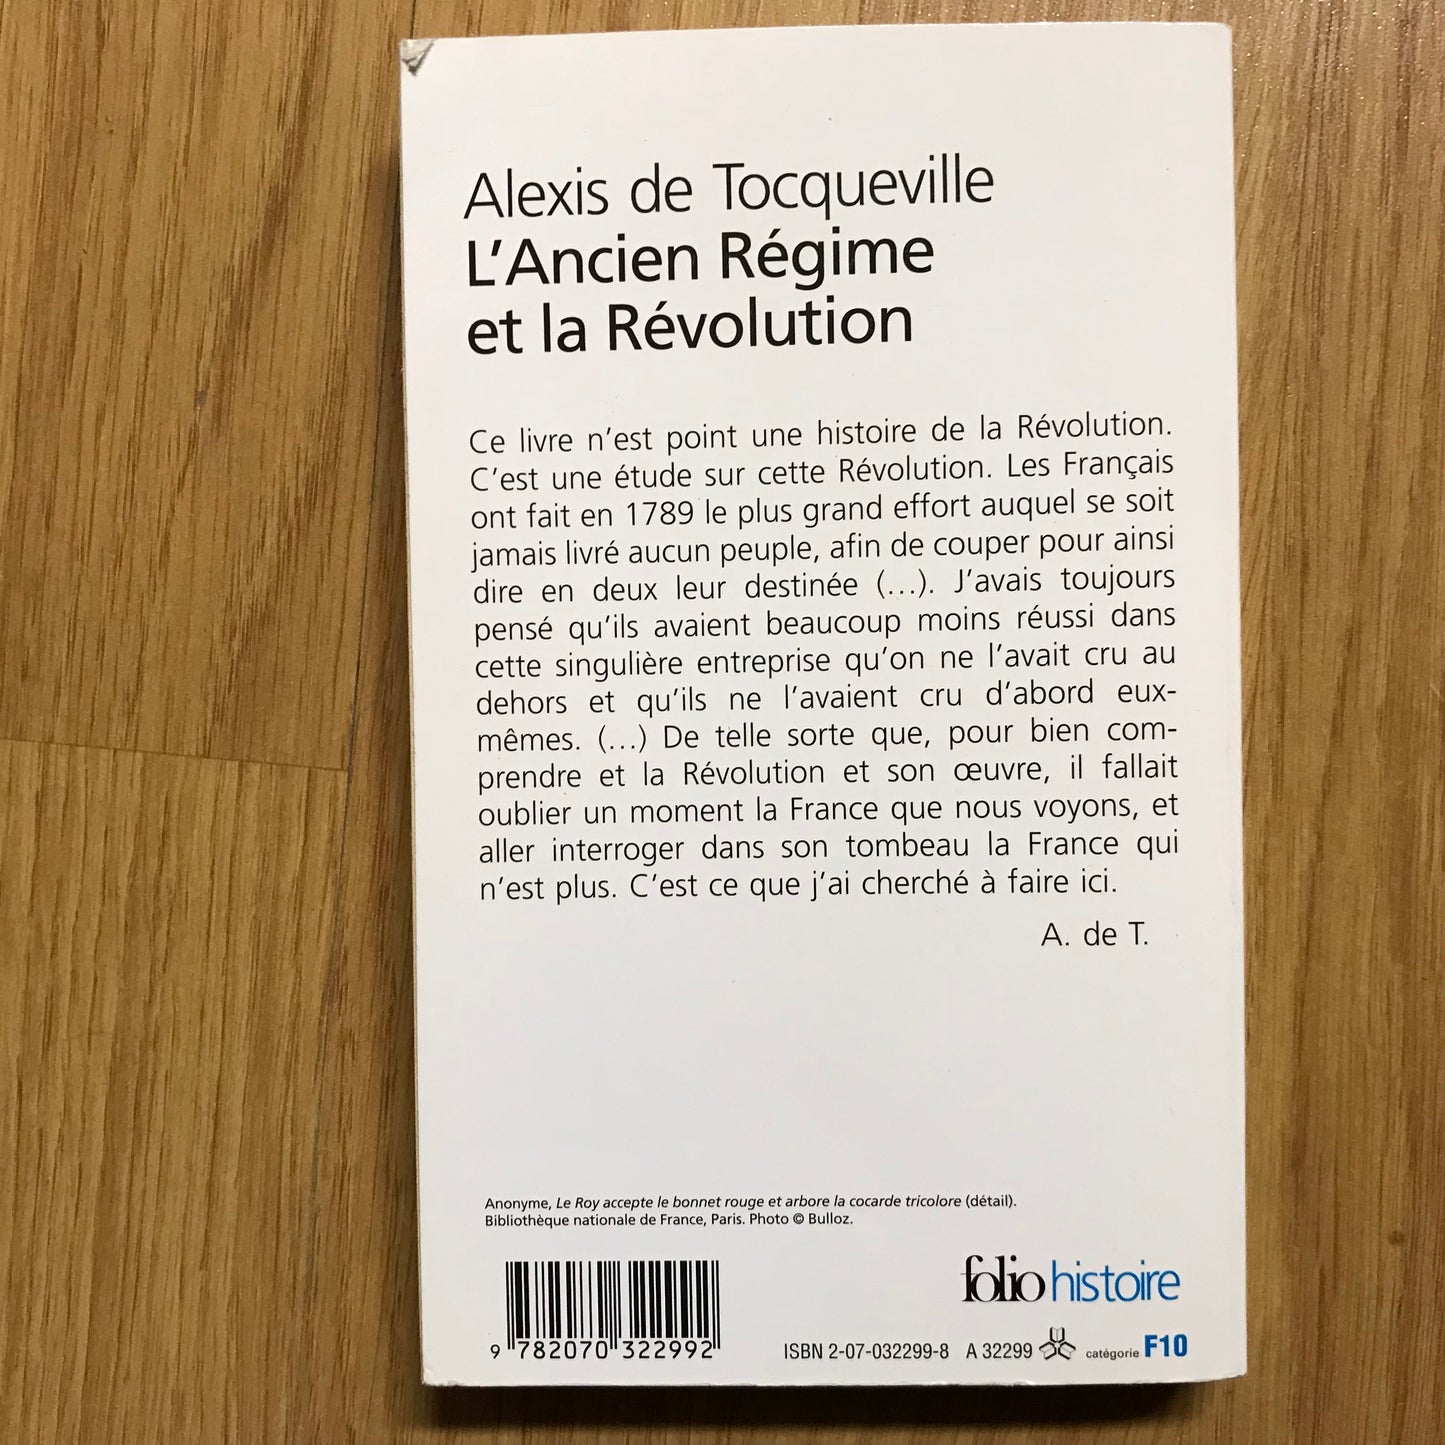 Alexis de Tocqueville
L'Ancien Régime
et la Révolution
Ce livre n'est point une histoire de la Révolution.
C'est une étude sur cette Révolution. Les Français
ont fait en 1789 le plus grand effort auquel se soit
jamais livré aucun peuple, afin de couper pour ainsi
dire en deux leur destinée (...). J'avais toujours
pensé qu'ils avaient beaucoup moins réussi dans
cette singulière entreprise qu'on ne l'avait cru au
dehors et qu'ils ne l'avaient cru d'abord eux-
mêmes. (...) De telle sorte que, pour bien com-
prendre et la Révolution et son œuvre, il fallait
oublier un moment la France que nous voyons, et
aller interroger dans son tombeau la France qui
n'est plus. C'est ce que j'ai cherché à faire ici.
A. de T.
Anonyme, Le Roy accepte le bonnet rouge et arbore la cocarde tricolore (détail).
Bibliothèque nationale de France, Paris. Photo © Bulloz.
folio histoire
9 782070 322992
ISBN 2-07-032299-8 A 32299 catégorie F10